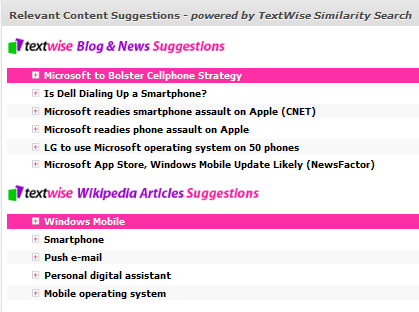 Relevant Content Suggestions - powered by TextWise Similarity Search
textwise Blog & News Suggestions
Microsoft to Bolster Cellphone Strategy
Is Dell Dialing Up a Smartphone?
Microsoft readies smartphone assault on Apple (CNET)
Microsoft readies phone assault on Apple
LG to use Microsoft operating system on 50 phones
Microsoft App Store, Windows Mobile Update Likely (NewsFactor)
textwise Wikipedia Articles Suggestions
Windows Mobile
Smartphone
Push e-mail
Personal digital assistant
Mobile operating system